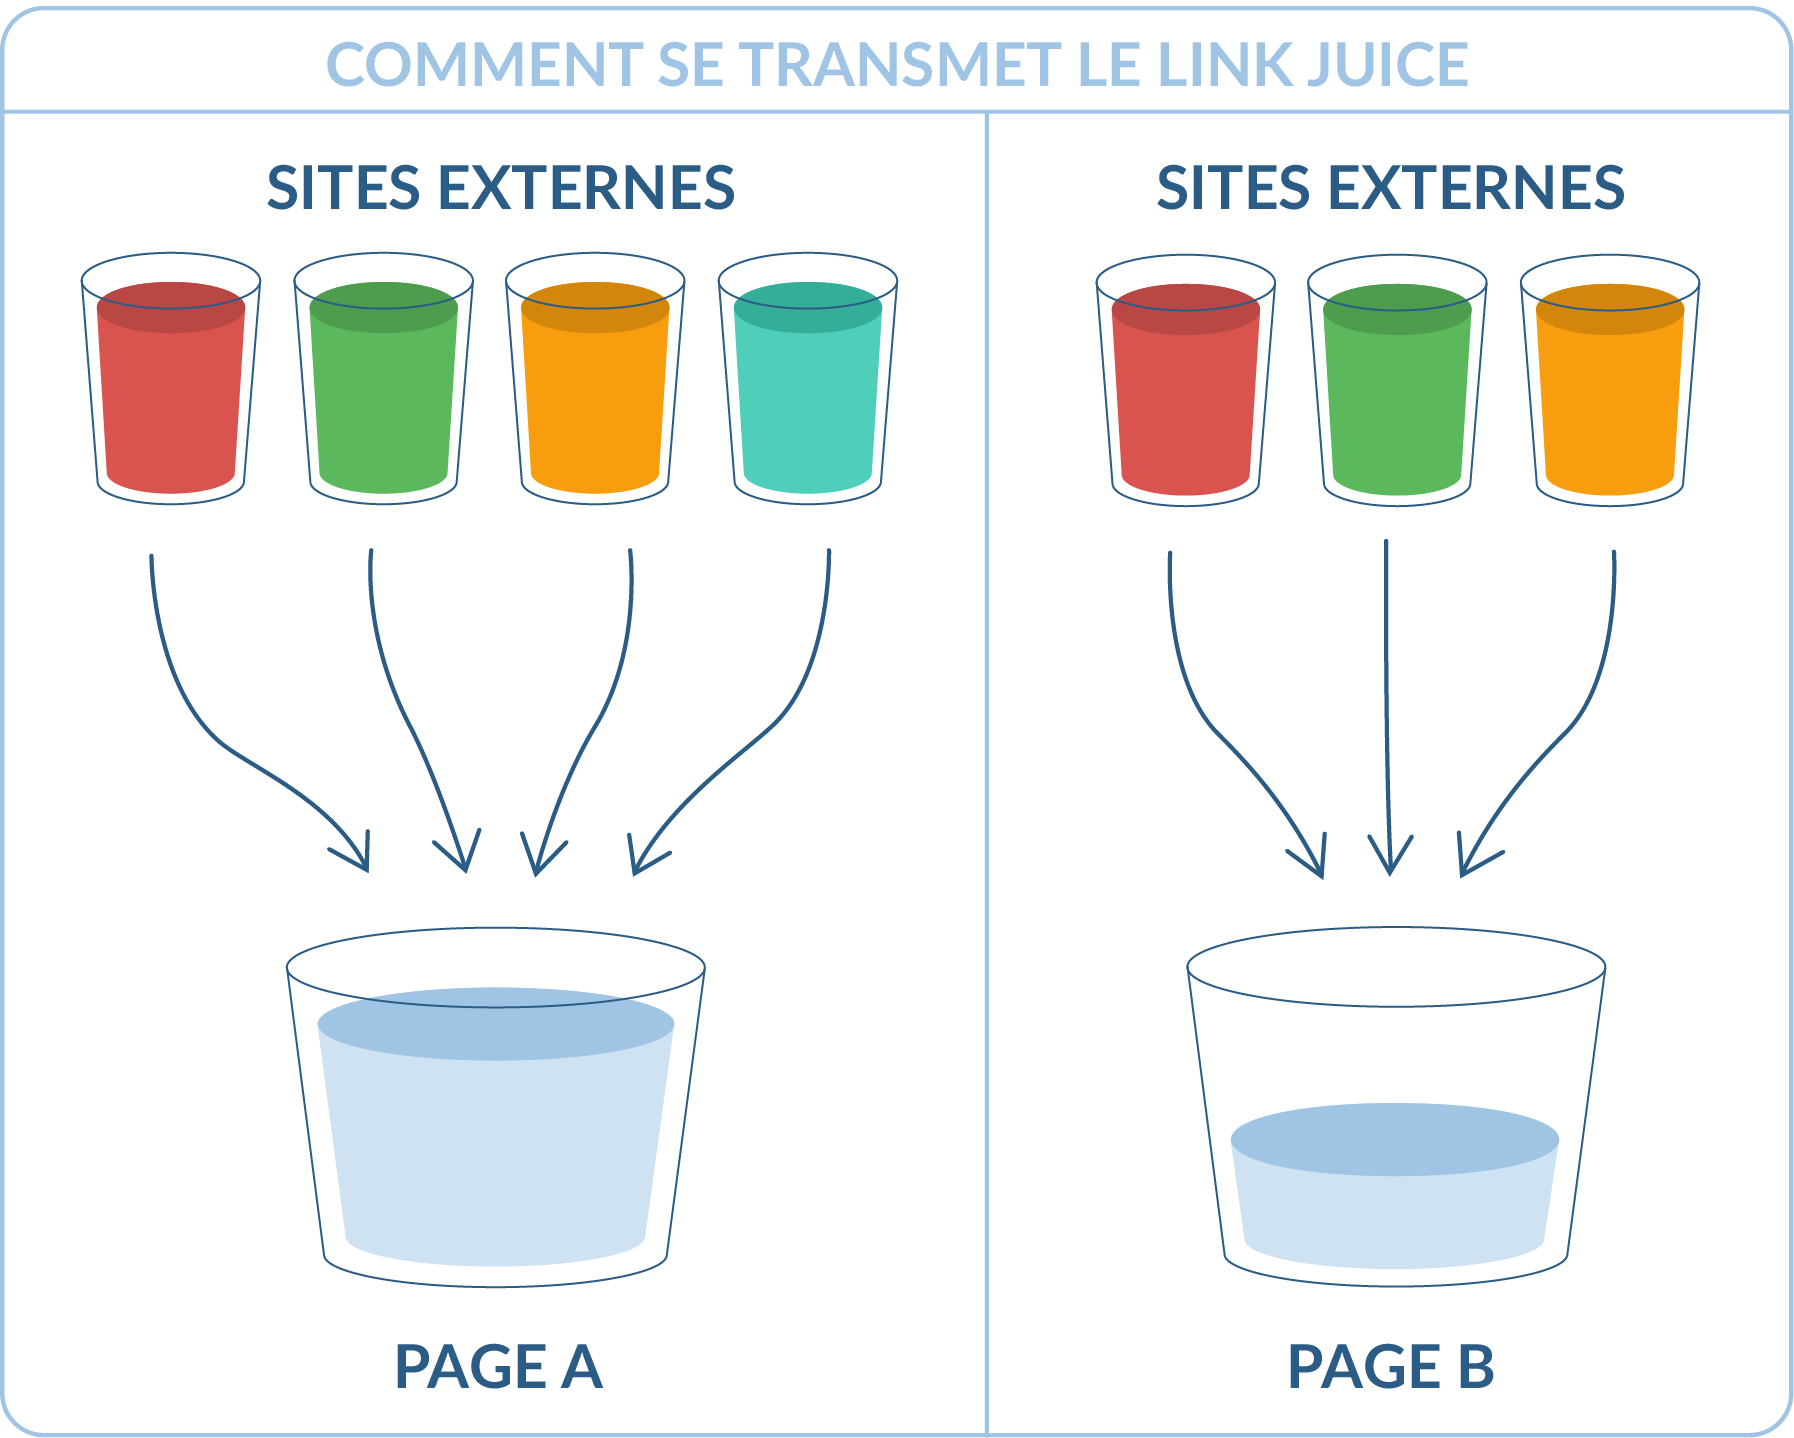 COMMENT SE TRANSMET LE LINK JUICE
SITES EXTERNES
SITES EXTERNES
PAGE A
PAGE B